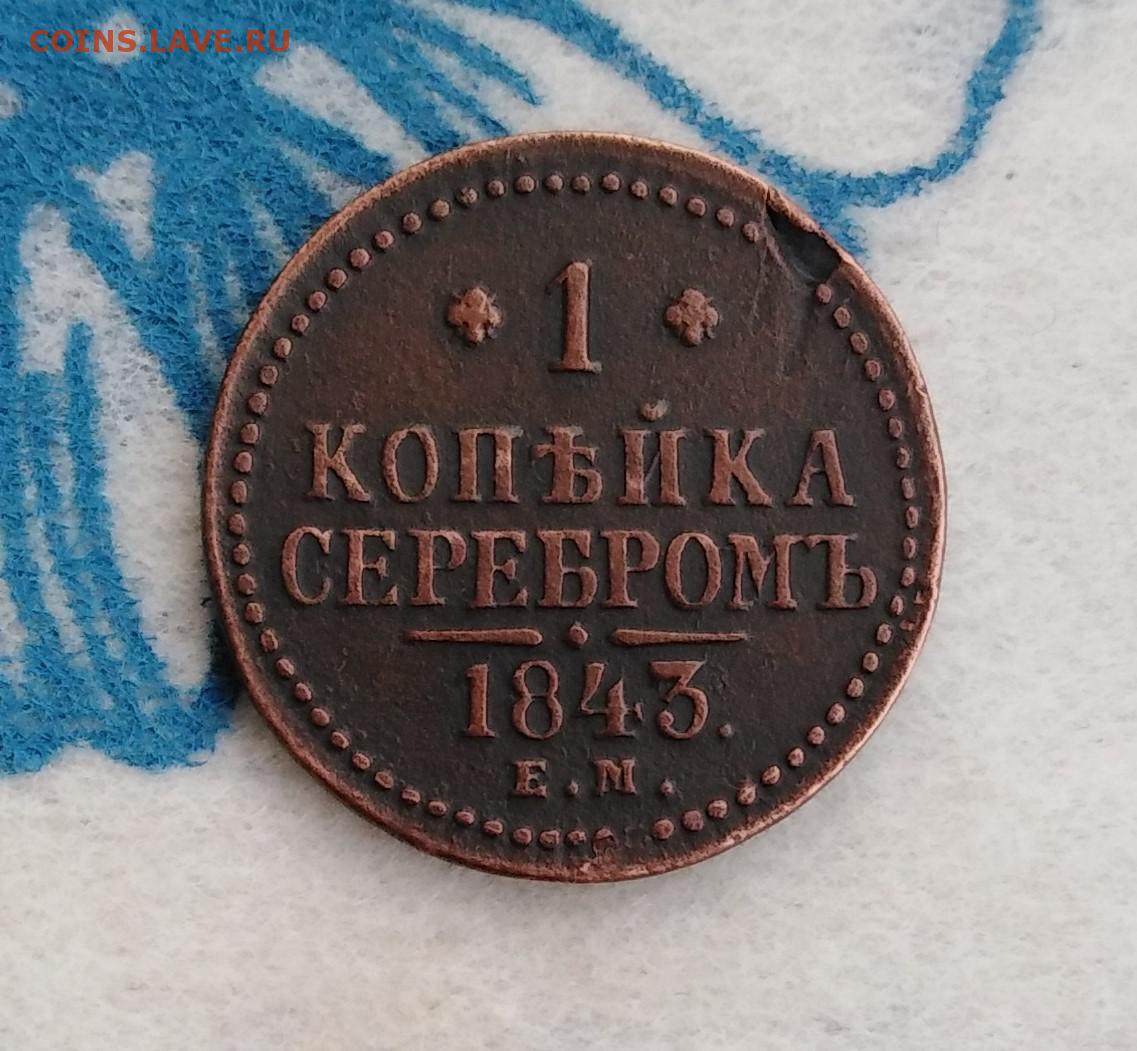 COINS.LAVE.RU
1
КОПѢЙКА
СЕРЕБРОМЪ
1843.
Е.М.